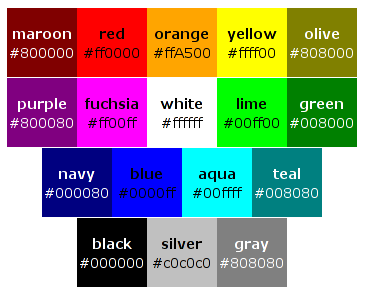 maroon red orange yellow olive
#800000 #ff0000 #ffA500 #ffff00 #808000
purple fuchsia white lime green
#800080 #ff00ff #ffffff #00ff00 #008000
navy blue aqua teal
#000080 #0000ff #00ffff #008080
black silver gray
#000000 #c0c0c0 #808080